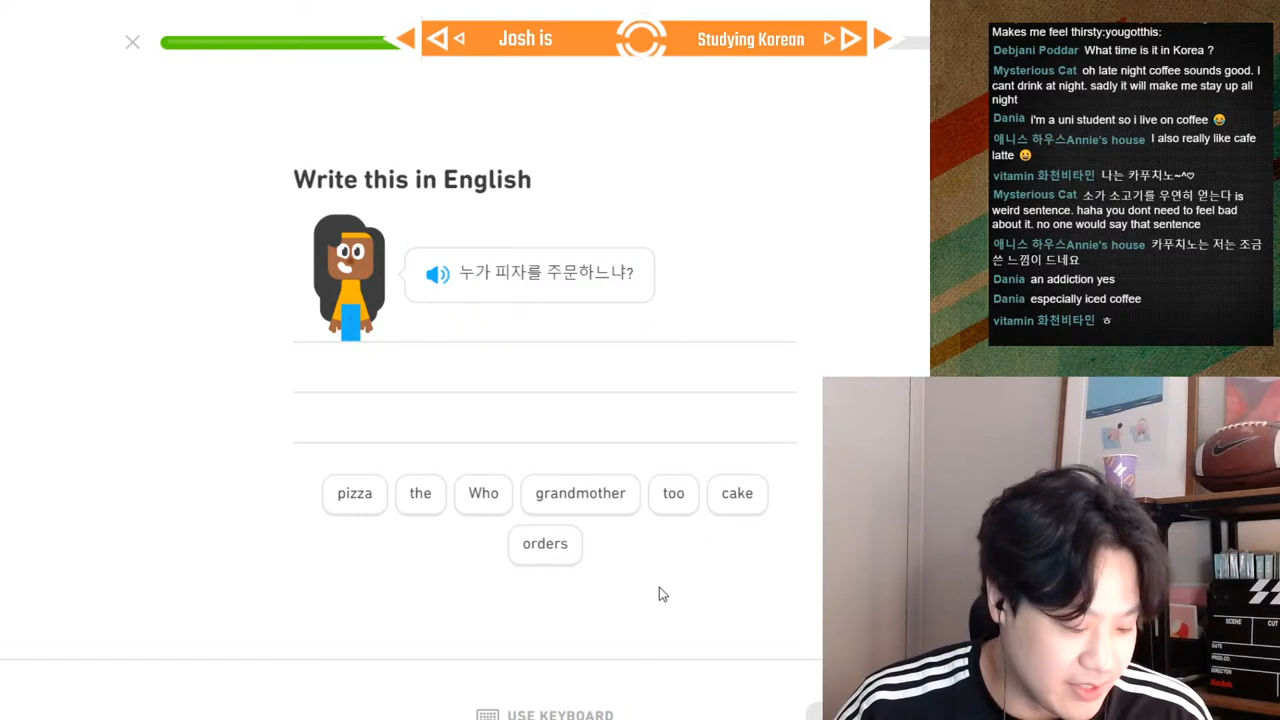 Josh is
Studying Korean
Write this in English
누가 피자를 주문하느냐?
pizza
the
Who
grandmother
too
cake
orders
USE KEYBOARD
Makes me feel thirsty:yougotthis:
Debjani Poddar What time is it in Korea ?
Mysterious Cat oh late night coffee sounds good. I
cant drink at night. sadly it will make me stay up all
night
Dania i'm a uni student so i live on coffee 😂
애니스 하우스Annie's house I also really like cafe
latte 😀
vitamin 화천비타민 나는 카푸치노~^♡
Mysterious Cat 소가 소고기를 우연히 얻는다 is
weird sentence. haha you dont need to feel bad
about it. no one would say that sentence
애니스 하우스Annie's house 카푸치노는 저는 조금
쓴 느낌이 드네요
Dania an addiction yes
Dania especially iced coffee
vitamin 화천비타민 ㅎ
SCENE
CUT
DATE
DIRECTOR
Kodak